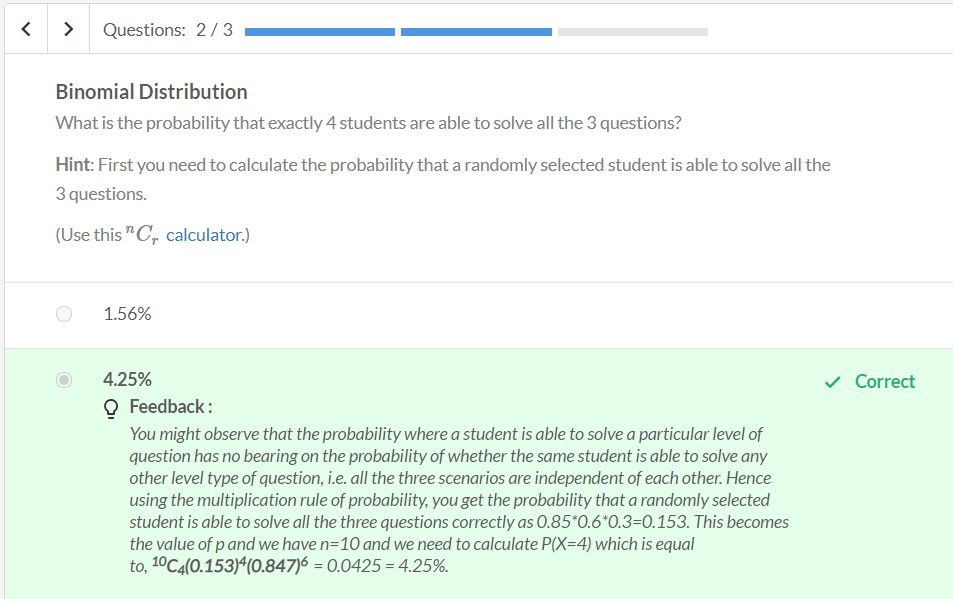 Questions: 2 / 3
Binomial Distribution
What is the probability that exactly 4 students are able to solve all the 3 questions?
Hint: First you need to calculate the probability that a randomly selected student is able to solve all the
3 questions.
(Use this ⁿCᵣ calculator.)
1.56%
4.25%
Correct
Feedback :
You might observe that the probability where a student is able to solve a particular level of
question has no bearing on the probability of whether the same student is able to solve any
other level type of question, i.e. all the three scenarios are independent of each other. Hence
using the multiplication rule of probability, you get the probability that a randomly selected
student is able to solve all the three questions correctly as 0.85*0.6*0.3=0.153. This becomes
the value of p and we have n=10 and we need to calculate P(X=4) which is equal
to, ¹⁰C₄(0.153)⁴(0.847)⁶ = 0.0425 = 4.25%.